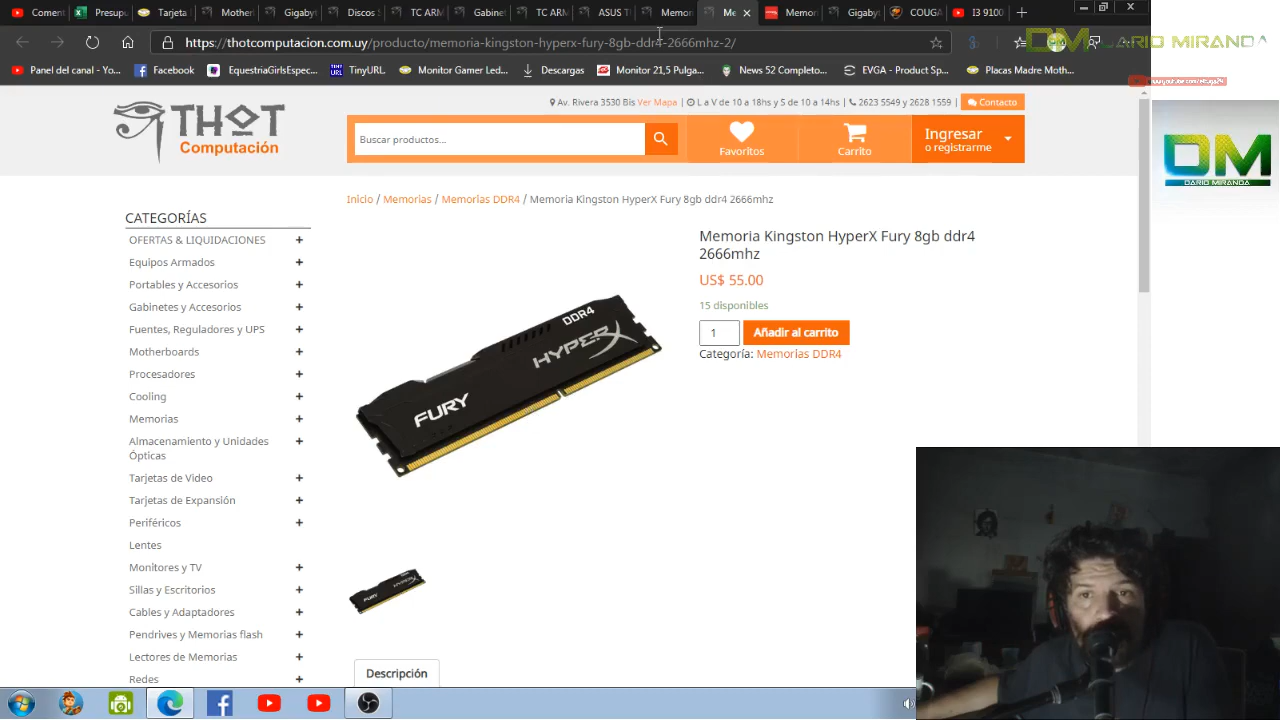 Coment
Presup
Tarjeta
Mother
Gigaby
Discos
TC ARM
Gabine
TC ARM
ASUS T
Memor
Me
Memor
Gigaby
COUGA
I3 9100
https://thotcomputacion.com.uy/producto/memoria-kingston-hyperx-fury-8gb-ddr4-2666mhz-2/
DM DARIO MIRANDA
Panel del canal - Yo...
Facebook
EquestriaGirlsEspec...
TinyURL
Monitor Gamer Led...
Descargas
Monitor 21,5 Pulga...
News 52 Completo...
EVGA - Product Sp...
Placas Madre Moth...
THOT
Computación
Av. Rivera 3530 Bis Ver Mapa | L a V de 10 a 18hs y S de 10 a 14hs | 2623 5549 y 2628 1559 | Contacto
Buscar productos...
Favoritos
Carrito
Ingresar
o registrarme
DM
DARIO MIRANDA
Inicio / Memorias / Memorias DDR4 / Memoria Kingston HyperX Fury 8gb ddr4 2666mhz
CATEGORÍAS
OFERTAS & LIQUIDACIONES +
Equipos Armados +
Portables y Accesorios +
Gabinetes y Accesorios +
Fuentes, Reguladores y UPS +
Motherboards +
Procesadores +
Cooling +
Memorias +
Almacenamiento y Unidades +
Ópticas
Tarjetas de Video +
Tarjetas de Expansión +
Periféricos +
Lentes
Monitores y TV +
Sillas y Escritorios +
Cables y Adaptadores +
Pendrives y Memorias flash +
Lectores de Memorias +
Redes +
Memoria Kingston HyperX Fury 8gb ddr4
2666mhz
US$ 55.00
15 disponibles
1
Añadir al carrito
Categoría: Memorias DDR4
DDR4
HYPERX
FURY
Descripción